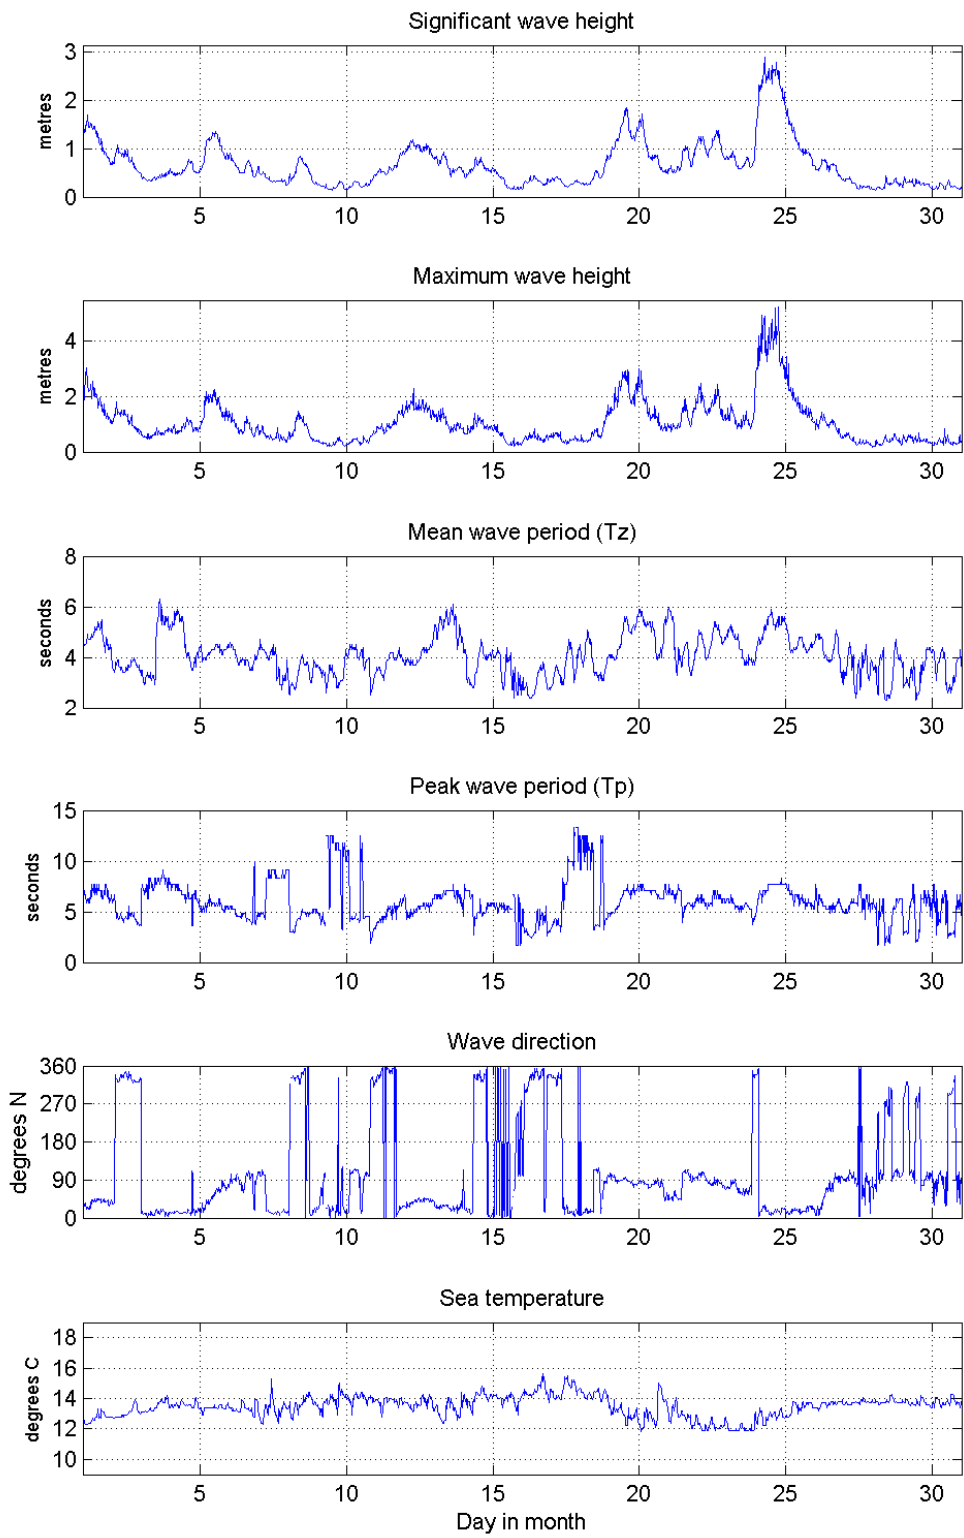 Significant wave height
3
2
1
0
metres
5 10 15 20 25 30
Maximum wave height
4
2
0
metres
5 10 15 20 25 30
Mean wave period (Tz)
8
6
4
2
seconds
5 10 15 20 25 30
Peak wave period (Tp)
15
10
5
0
seconds
5 10 15 20 25 30
Wave direction
360
270
180
90
0
degrees N
5 10 15 20 25 30
Sea temperature
18
16
14
12
10
degrees C
5 10 15 20 25 30
Day in month